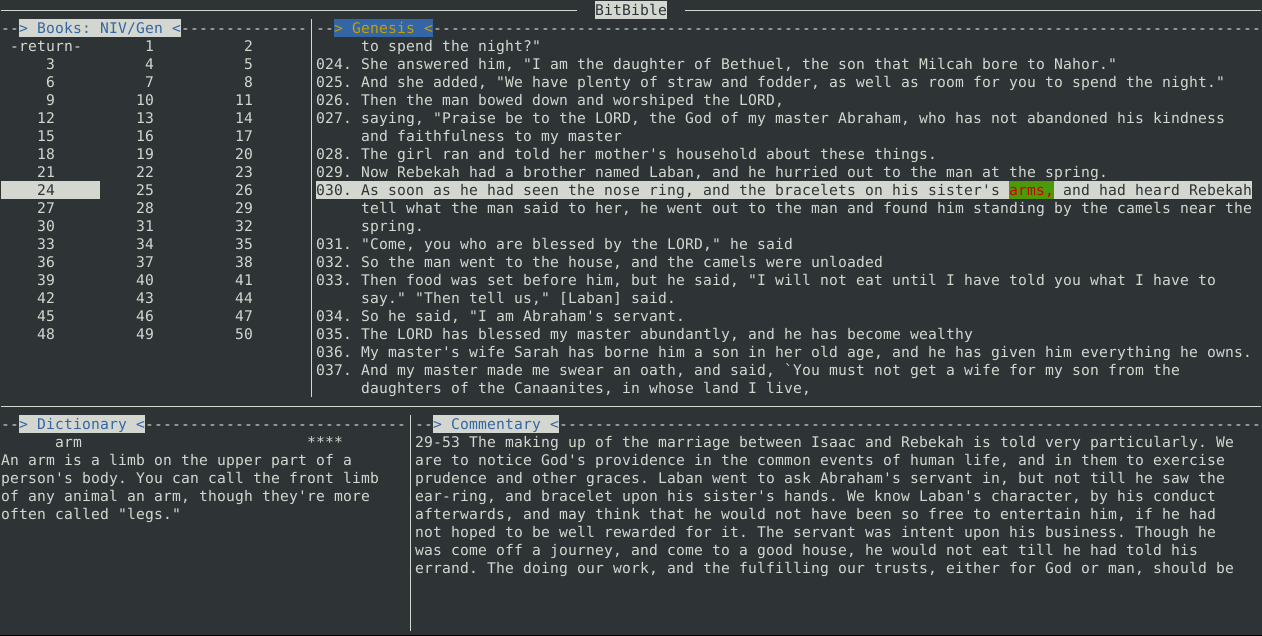 BitBible
--> Books: NIV/Gen <--------------
-return- 1 2
3 4 5
6 7 8
9 10 11
12 13 14
15 16 17
18 19 20
21 22 23
24 25 26
27 28 29
30 31 32
33 34 35
36 37 38
39 40 41
42 43 44
45 46 47
48 49 50
--> Genesis <--------------------------------------------------------------------------------------------
to spend the night?"
024. She answered him, "I am the daughter of Bethuel, the son that Milcah bore to Nahor."
025. And she added, "We have plenty of straw and fodder, as well as room for you to spend the night."
026. Then the man bowed down and worshiped the LORD,
027. saying, "Praise be to the LORD, the God of my master Abraham, who has not abandoned his kindness
and faithfulness to my master
028. The girl ran and told her mother's household about these things.
029. Now Rebekah had a brother named Laban, and he hurried out to the man at the spring.
030. As soon as he had seen the nose ring, and the bracelets on his sister's arms, and had heard Rebekah
tell what the man said to her, he went out to the man and found him standing by the camels near the
spring.
031. "Come, you who are blessed by the LORD," he said
032. So the man went to the house, and the camels were unloaded
033. Then food was set before him, but he said, "I will not eat until I have told you what I have to
say." "Then tell us," [Laban] said.
034. So he said, "I am Abraham's servant.
035. The LORD has blessed my master abundantly, and he has become wealthy
036. My master's wife Sarah has borne him a son in her old age, and he has given him everything he owns.
037. And my master made me swear an oath, and said, `You must not get a wife for my son from the
daughters of the Canaanites, in whose land I live,
--> Dictionary <-----------------------------
arm ****
An arm is a limb on the upper part of a
person's body. You can call the front limb
of any animal an arm, though they're more
often called "legs."
--> Commentary <------------------------------------------------------------------------------
29-53 The making up of the marriage between Isaac and Rebekah is told very particularly. We
are to notice God's providence in the common events of human life, and in them to exercise
prudence and other graces. Laban went to ask Abraham's servant in, but not till he saw the
ear-ring, and bracelet upon his sister's hands. We know Laban's character, by his conduct
afterwards, and may think that he would not have been so free to entertain him, if he had
not hoped to be well rewarded for it. The servant was intent upon his business. Though he
was come off a journey, and come to a good house, he would not eat till he had told his
errand. The doing our work, and the fulfilling our trusts, either for God or man, should be